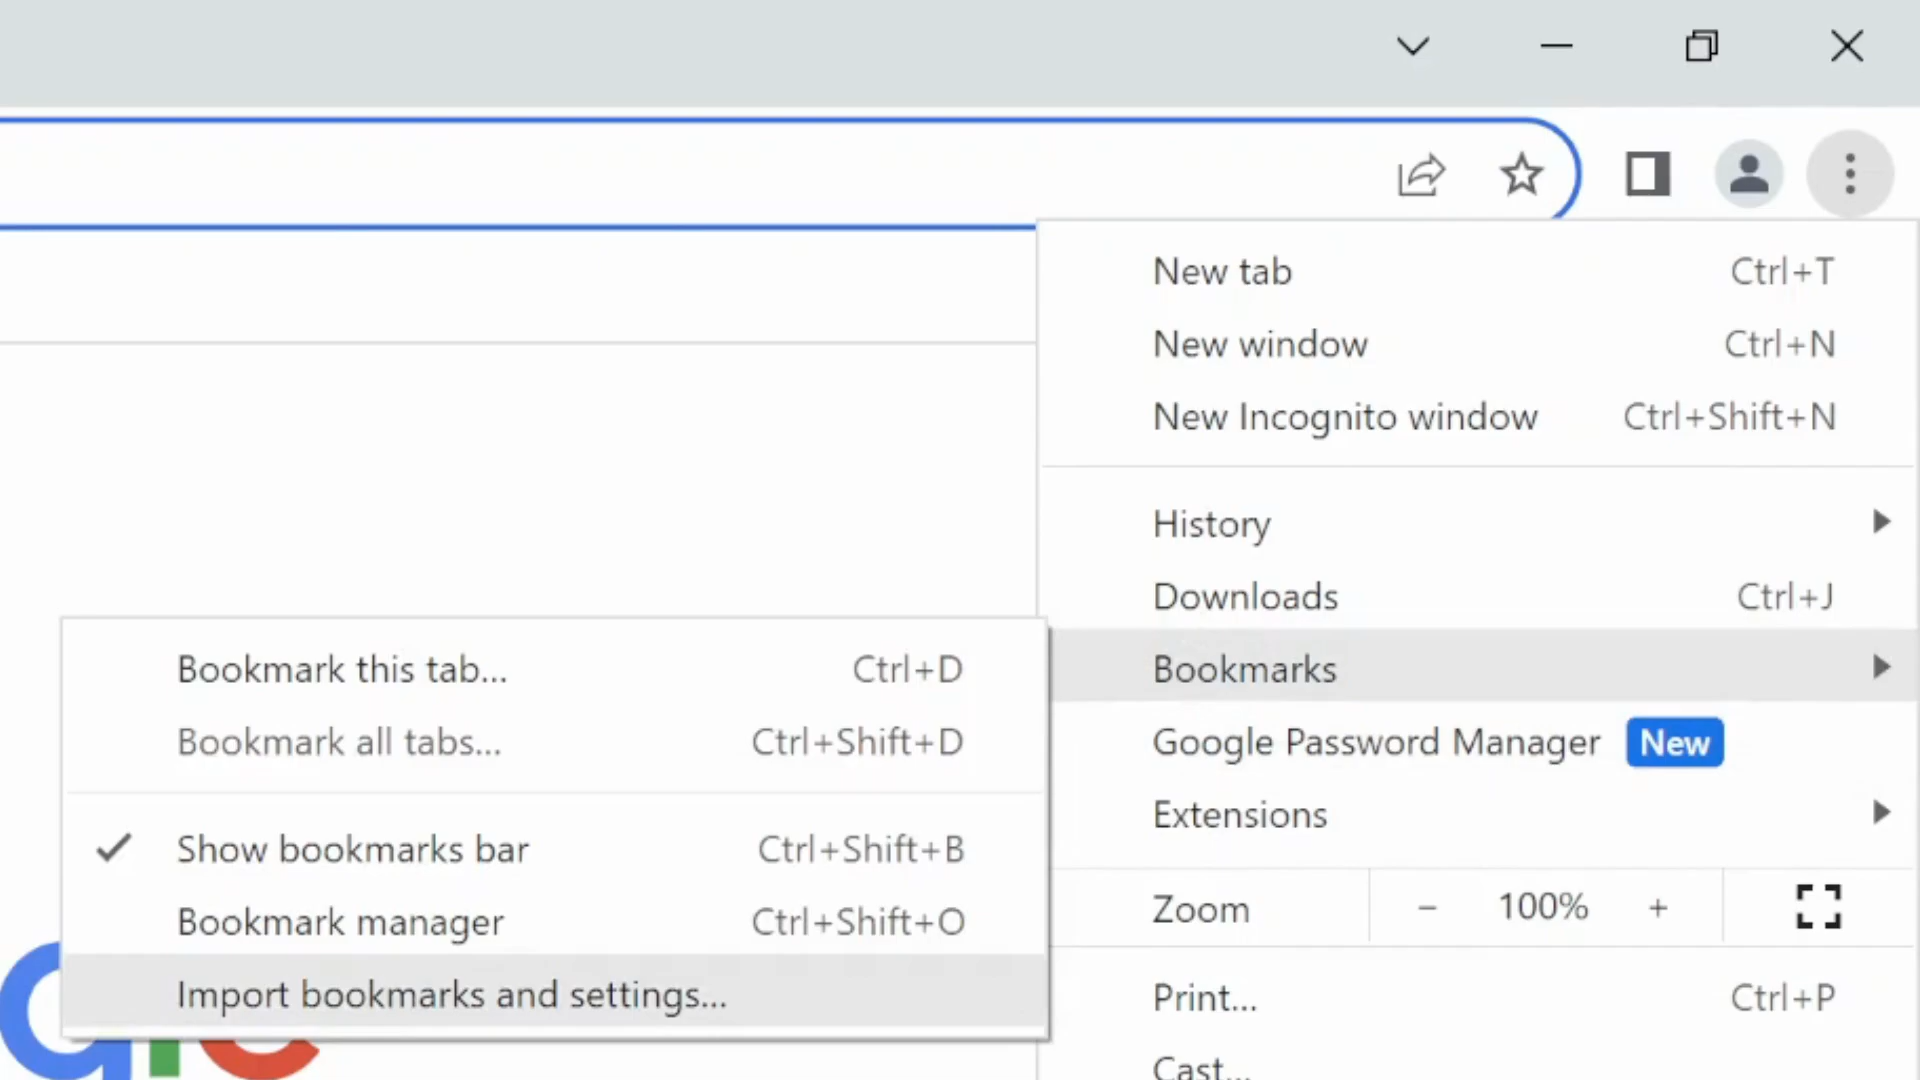 New tab Ctrl+T
New window Ctrl+N
New Incognito window Ctrl+Shift+N
History
Downloads Ctrl+J
Bookmarks
Google Password Manager New
Extensions
Zoom - 100% +
Print... Ctrl+P
Cast...
Bookmark this tab... Ctrl+D
Bookmark all tabs... Ctrl+Shift+D
Show bookmarks bar Ctrl+Shift+B
Bookmark manager Ctrl+Shift+O
Import bookmarks and settings...